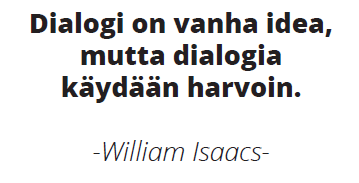 Dialogi on vanha idea,
mutta dialogia
käydään harvoin.
-William Isaacs-